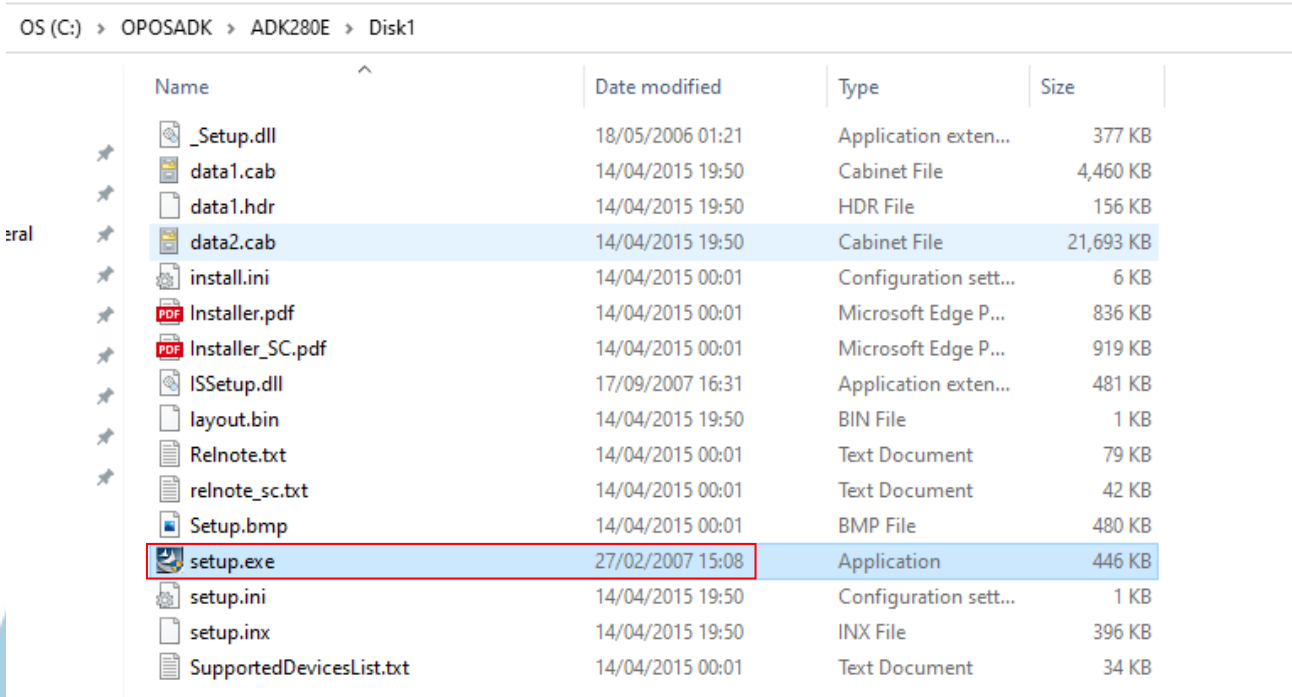 OS (C:) > OPOSADK > ADK280E > Disk1
Name Date modified Type Size
_Setup.dll 18/05/2006 01:21 Application exten... 377 KB
data1.cab 14/04/2015 19:50 Cabinet File 4,460 KB
data1.hdr 14/04/2015 19:50 HDR File 156 KB
eral
data2.cab 14/04/2015 19:50 Cabinet File 21,693 KB
install.ini 14/04/2015 00:01 Configuration sett... 6 KB
PDF Installer.pdf 14/04/2015 00:01 Microsoft Edge P... 836 KB
PDF Installer_SC.pdf 14/04/2015 00:01 Microsoft Edge P... 919 KB
ISSetup.dll 17/09/2007 16:31 Application exten... 481 KB
layout.bin 14/04/2015 19:50 BIN File 1 KB
Relnote.txt 14/04/2015 00:01 Text Document 79 KB
relnote_sc.txt 14/04/2015 00:01 Text Document 42 KB
Setup.bmp 14/04/2015 00:01 BMP File 480 KB
setup.exe 27/02/2007 15:08 Application 446 KB
setup.ini 14/04/2015 19:50 Configuration sett... 1 KB
setup.inx 14/04/2015 19:50 INX File 396 KB
SupportedDevicesList.txt 14/04/2015 00:01 Text Document 34 KB